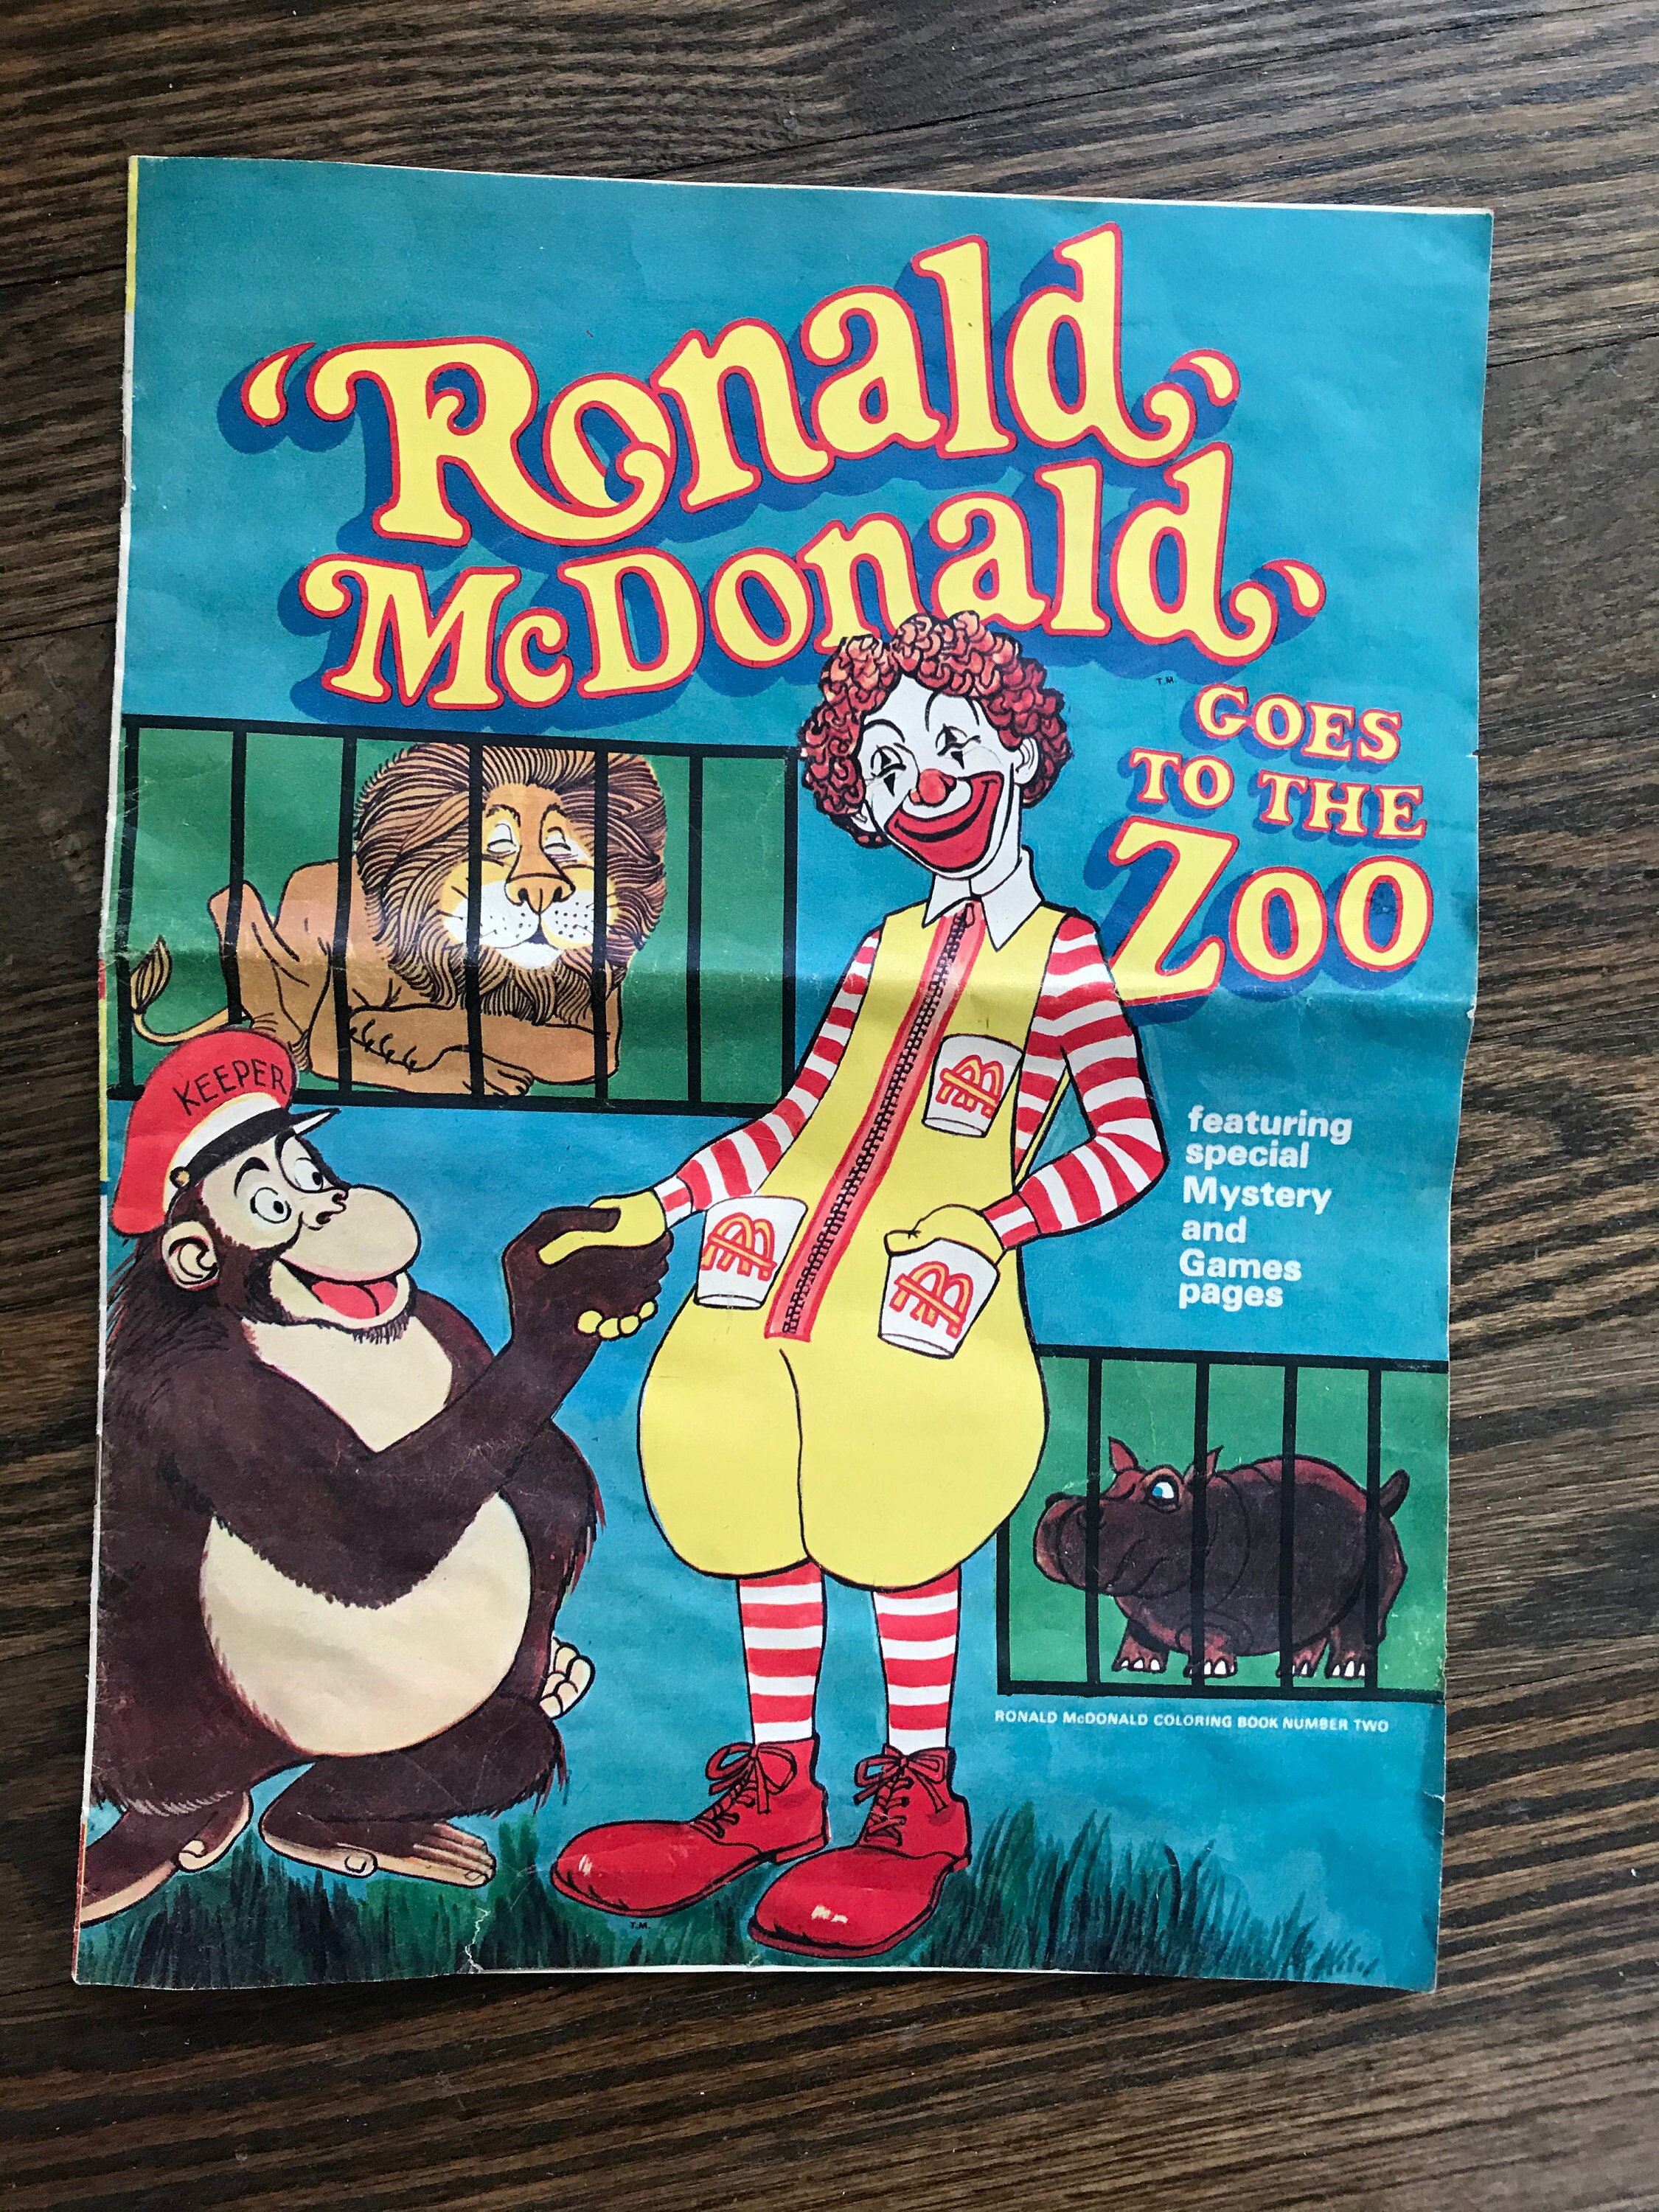 "Ronald
McDonald"
T.M.
GOES
TO THE
ZOO
KEEPER
featuring
special
Mystery
and
Games
pages
RONALD McDONALD COLORING BOOK NUMBER TWO
T.M.